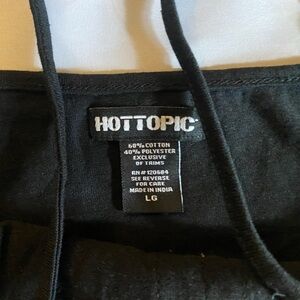 HOTTOPIC
60% COTTON
40% POLYESTER
EXCLUSIVE
OF TRIMS
RN# 120684
SEE REVERSE
FOR CARE
MADE IN INDIA
LG